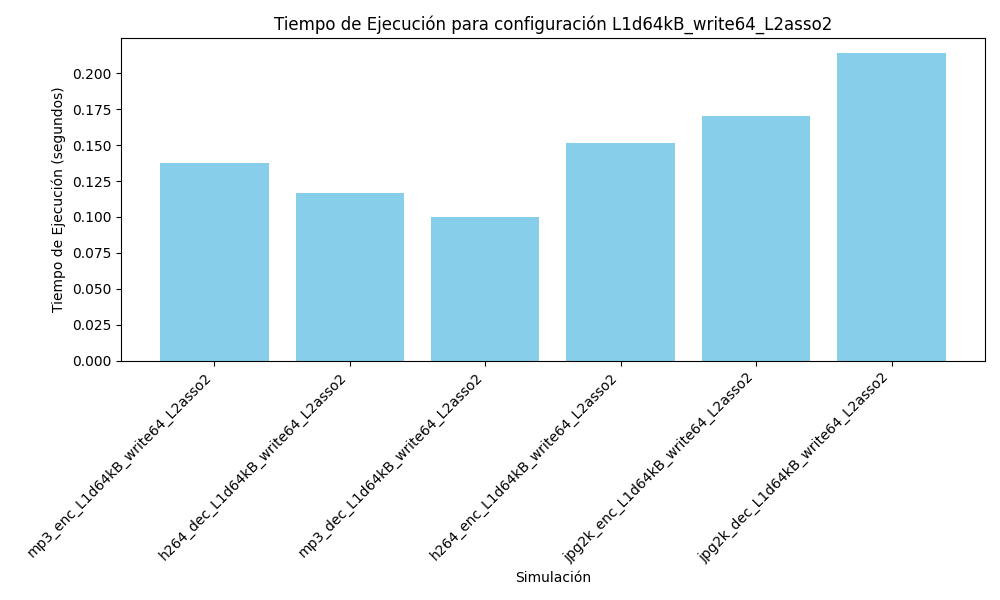 Tiempo de Ejecución para configuración L1d64kB_write64_L2asso2
Tiempo de Ejecución (segundos)
0.200
0.175
0.150
0.125
0.100
0.075
0.050
0.025
0.000
mp3_enc_L1d64kB_write64_L2asso2
h264_dec_L1d64kB_write64_L2asso2
mp3_dec_L1d64kB_write64_L2asso2
h264_enc_L1d64kB_write64_L2asso2
jpg2k_enc_L1d64kB_write64_L2asso2
jpg2k_dec_L1d64kB_write64_L2asso2
Simulación